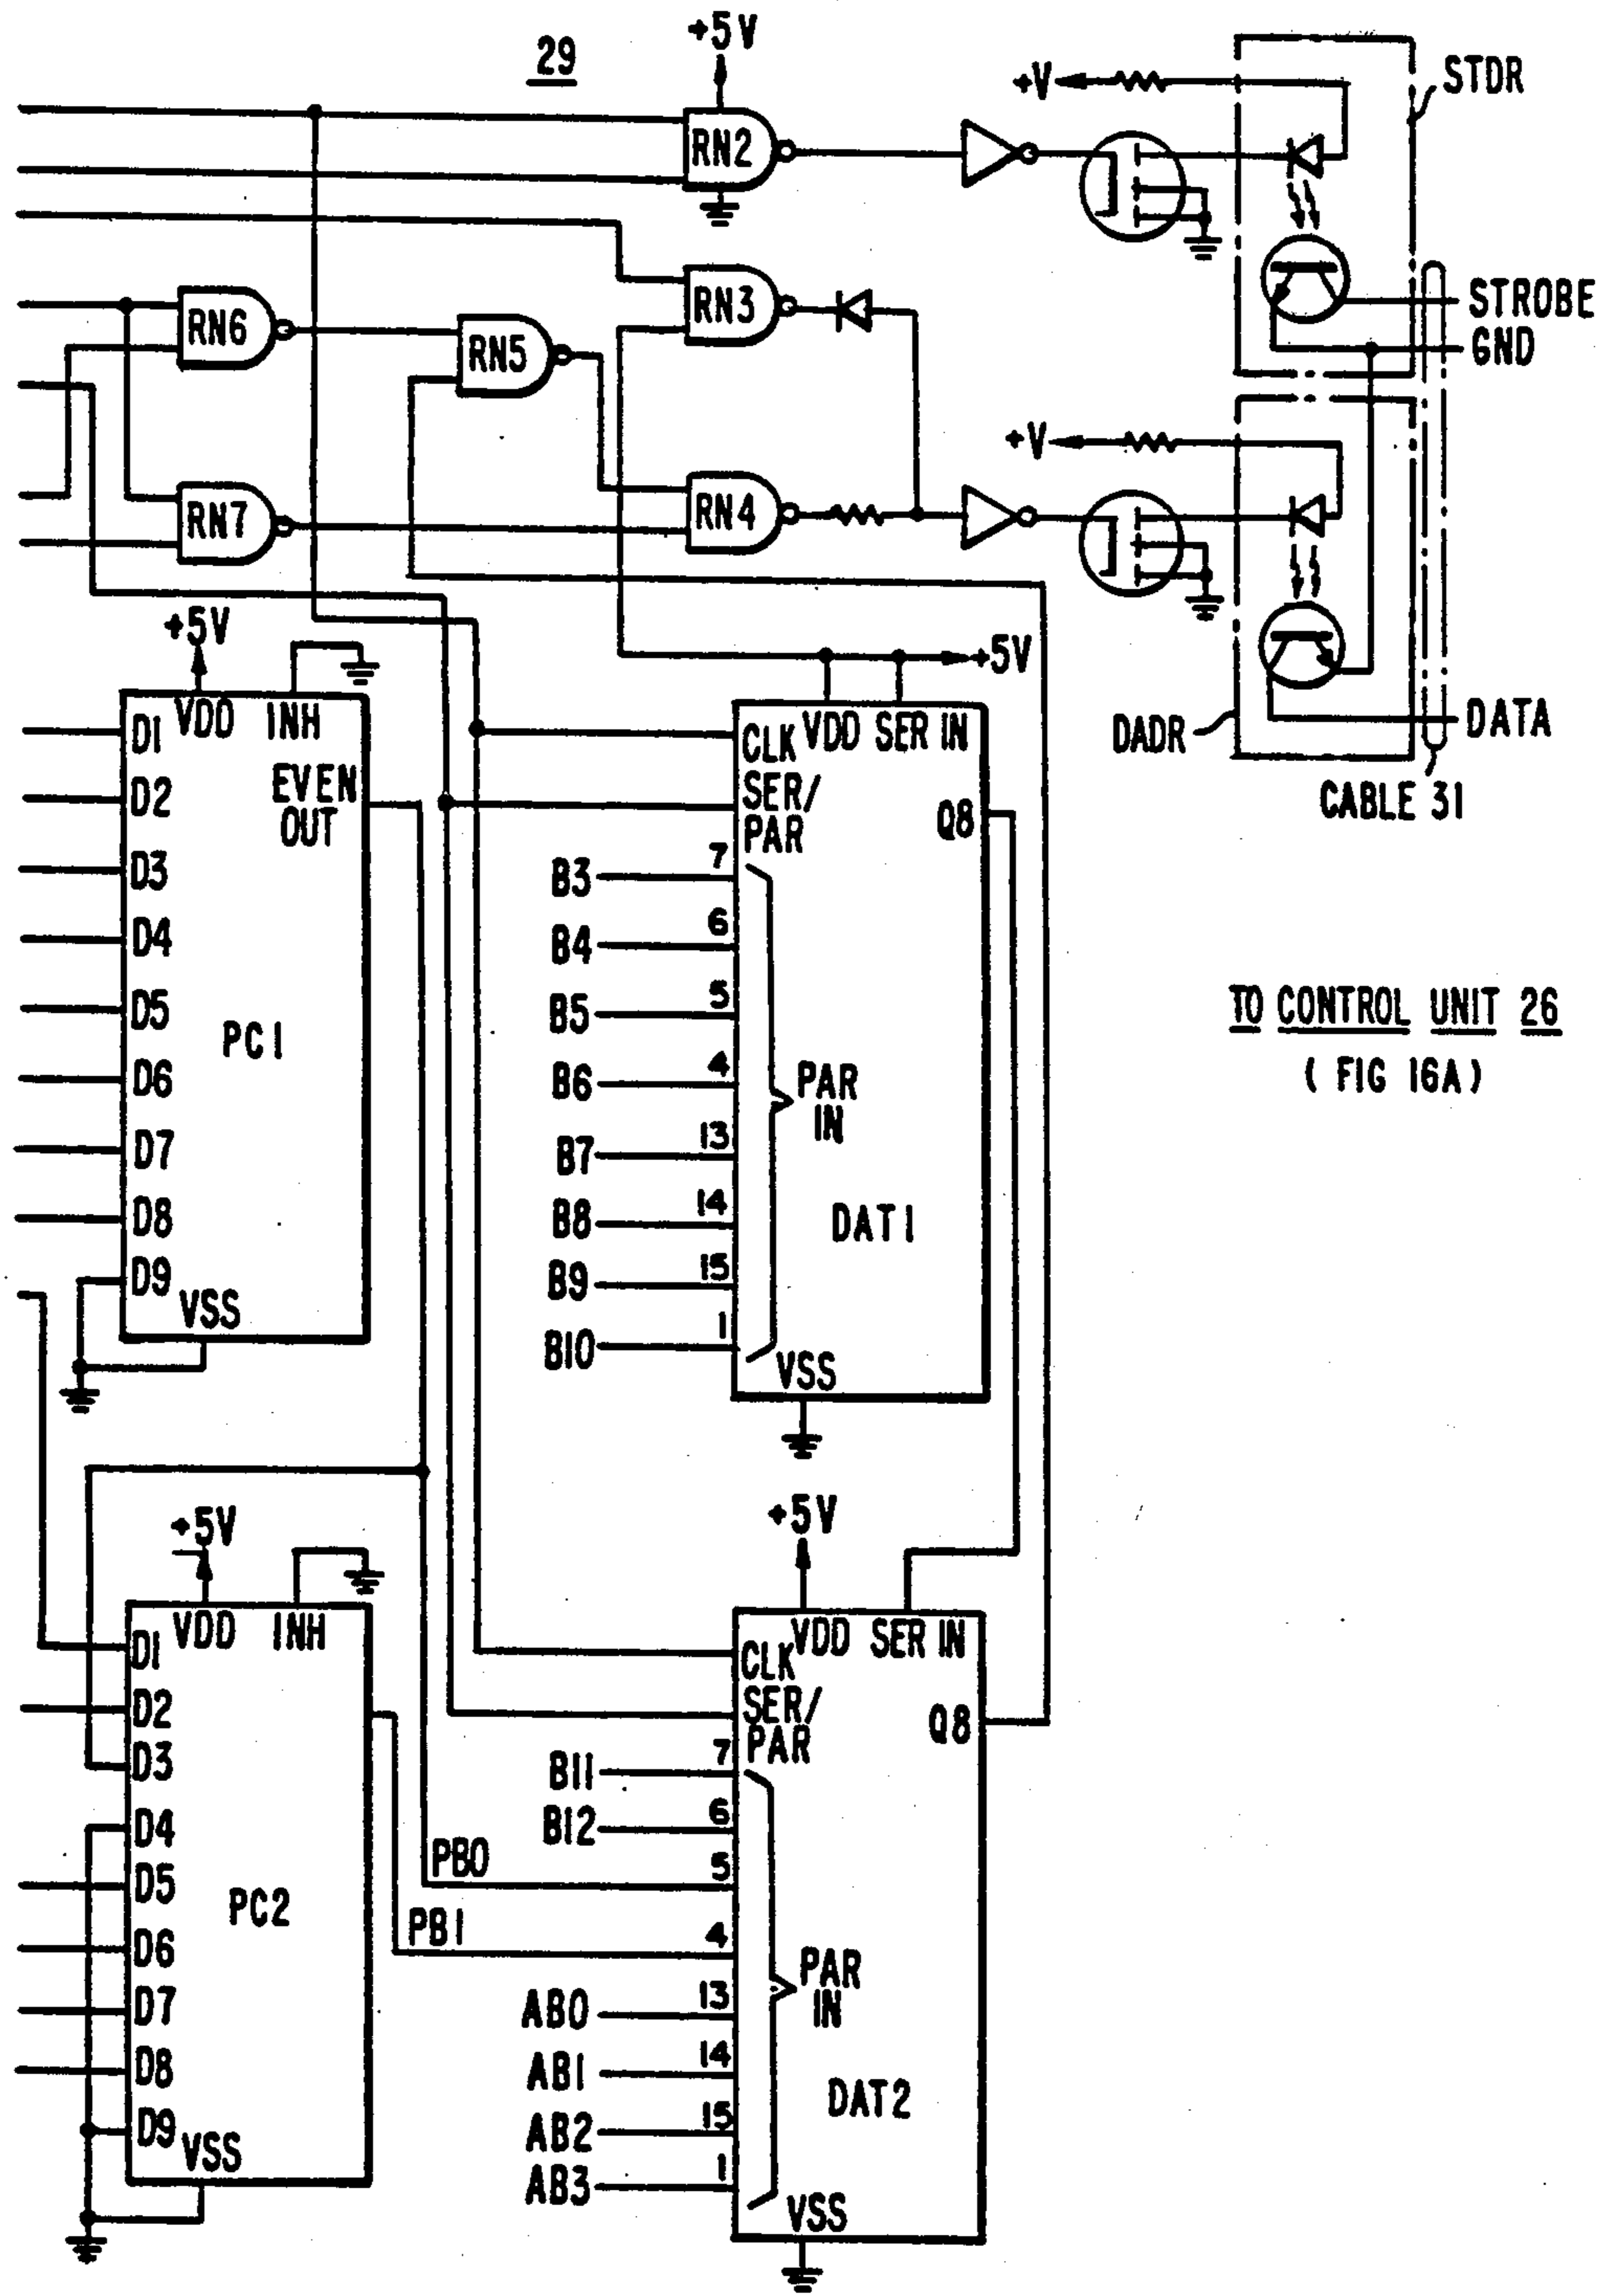 29
+5V
STDR
+V
RN2
STROBE
GND
RN3
RN6
RN5
+V
RN7
RN4
+5V
+5V
DADR
DATA
CABLE 31
VDD INH
D1
D2
D3
D4
D5
D6
D7
D8
D9
EVEN
OUT
PC1
VSS
VDD SER IN
CLK
SER/
PAR
Q8
B3 7
B4 6
B5 5
B6 4
B7 13
B8 14
B9 15
B10 1
PAR
IN
DAT1
VSS
TO CONTROL UNIT 26
( FIG 16A )
+5V
VDD INH
D1
D2
D3
D4
D5
D6
D7
D8
D9
PC2
VSS
PB0
PB1
+5V
VDD SER IN
CLK
SER/
PAR
Q8
B11 7
B12 6
5
4
AB0 13
AB1 14
AB2 15
AB3 1
PAR
IN
DAT2
VSS